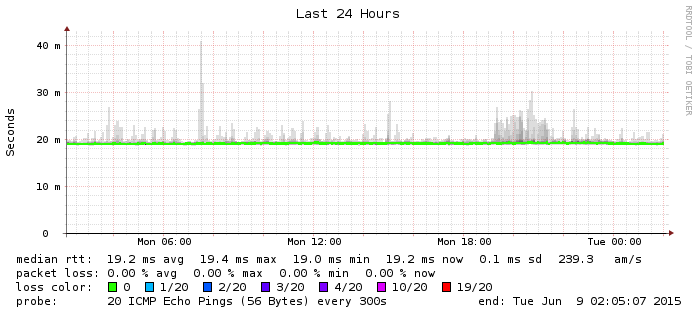 Last 24 Hours
RRDTOOL / TOBI OETIKER
Seconds
40 m
30 m
20 m
10 m
0
Mon 06:00 Mon 12:00 Mon 18:00 Tue 00:00
median rtt: 19.2 ms avg 19.4 ms max 19.0 ms min 19.2 ms now 0.1 ms sd 239.3 am/s
packet loss: 0.00 % avg 0.00 % max 0.00 % min 0.00 % now
loss color: 0 1/20 2/20 3/20 4/20 10/20 19/20
probe: 20 ICMP Echo Pings (56 Bytes) every 300s end: Tue Jun 9 02:05:07 2015